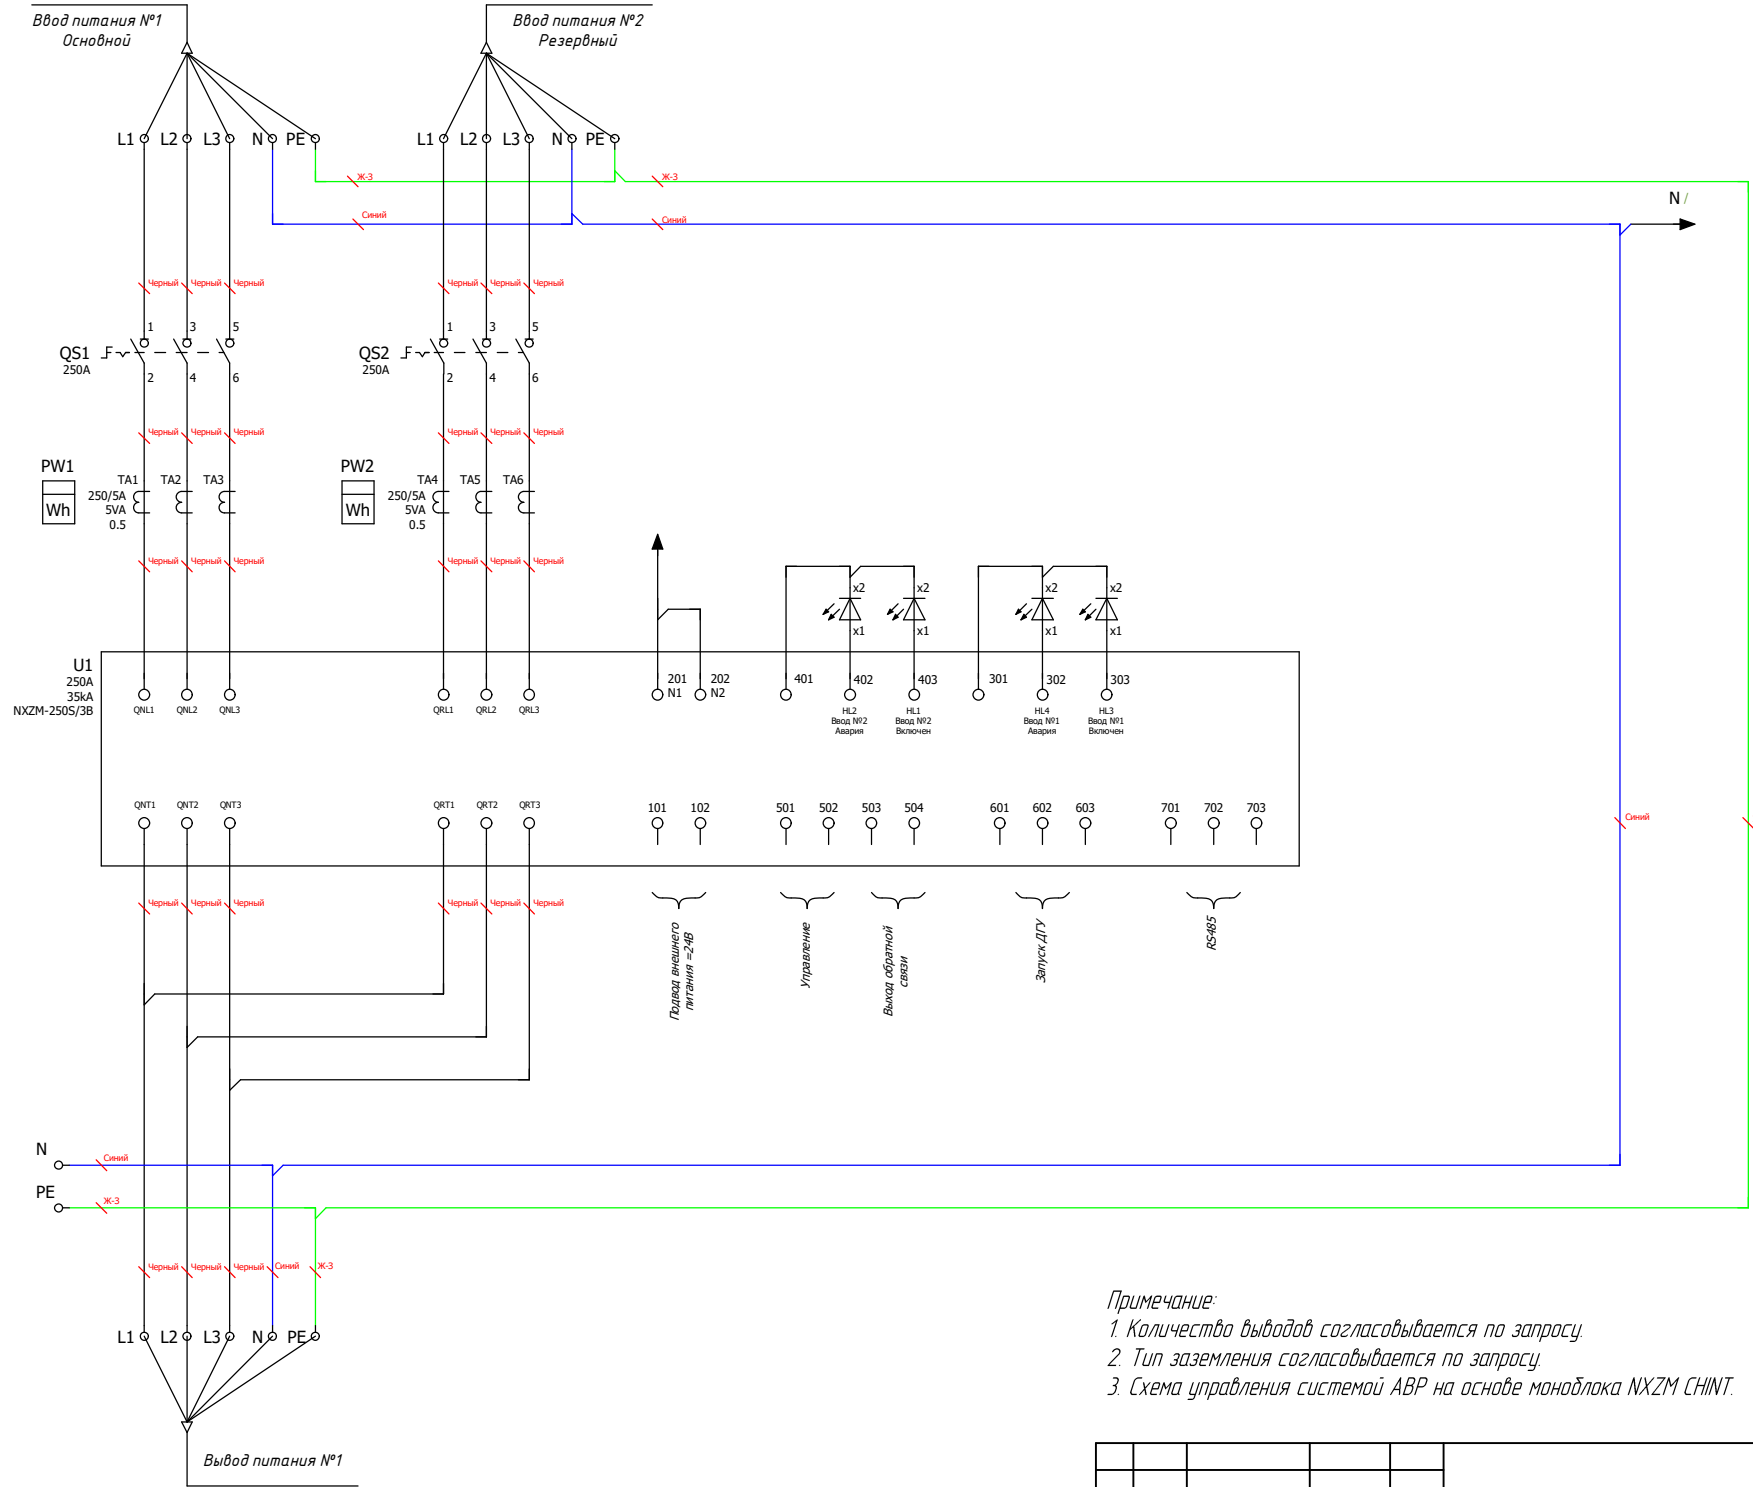 Ввод питания №1
Основной
Ввод питания №2
Резервный
L1 L2 L3 N PE
L1 L2 L3 N PE
Ж-З Ж-З
N /
Синий Синий
Черный Черный Черный Черный Черный Черный
1 3 5 1 3 5
QS1
250А
QS2
250А
2 4 6 2 4 6
Черный Черный Черный Черный Черный Черный
PW1
Wh
TA1 TA2 TA3
250/5А
5VA
0.5
PW2
Wh
TA4 TA5 TA6
250/5А
5VA
0.5
Черный Черный Черный Черный Черный Черный
x2 x2 x2 x2
x1 x1 x1 x1
U1
250А
35kA
NXZM-250S/3В
QNL1 QNL2 QNL3
QRL1 QRL2 QRL3
201 202
N1 N2
401 402 403
301 302 303
HL2
Ввод №2
Авария
HL1
Ввод №2
Включен
HL4
Ввод №1
Авария
HL3
Ввод №1
Включен
QNT1 QNT2 QNT3
QRT1 QRT2 QRT3
101 102
501 502 503 504
601 602 603
701 702 703
Синий
Черный Черный Черный Черный Черный Черный
Подвод внешнего
питания =24В
Управление
Выход обратной
связи
Запуск ДГУ
RS485
N
Синий
PE
Ж-З
Черный Черный Черный Синий Ж-З
L1 L2 L3 N PE
Вывод питания №1
Примечание:
1. Количество выводов согласовывается по запросу.
2. Тип заземления согласовывается по запросу.
3. Схема управления системой АВР на основе моноблока NXZM CHINT.